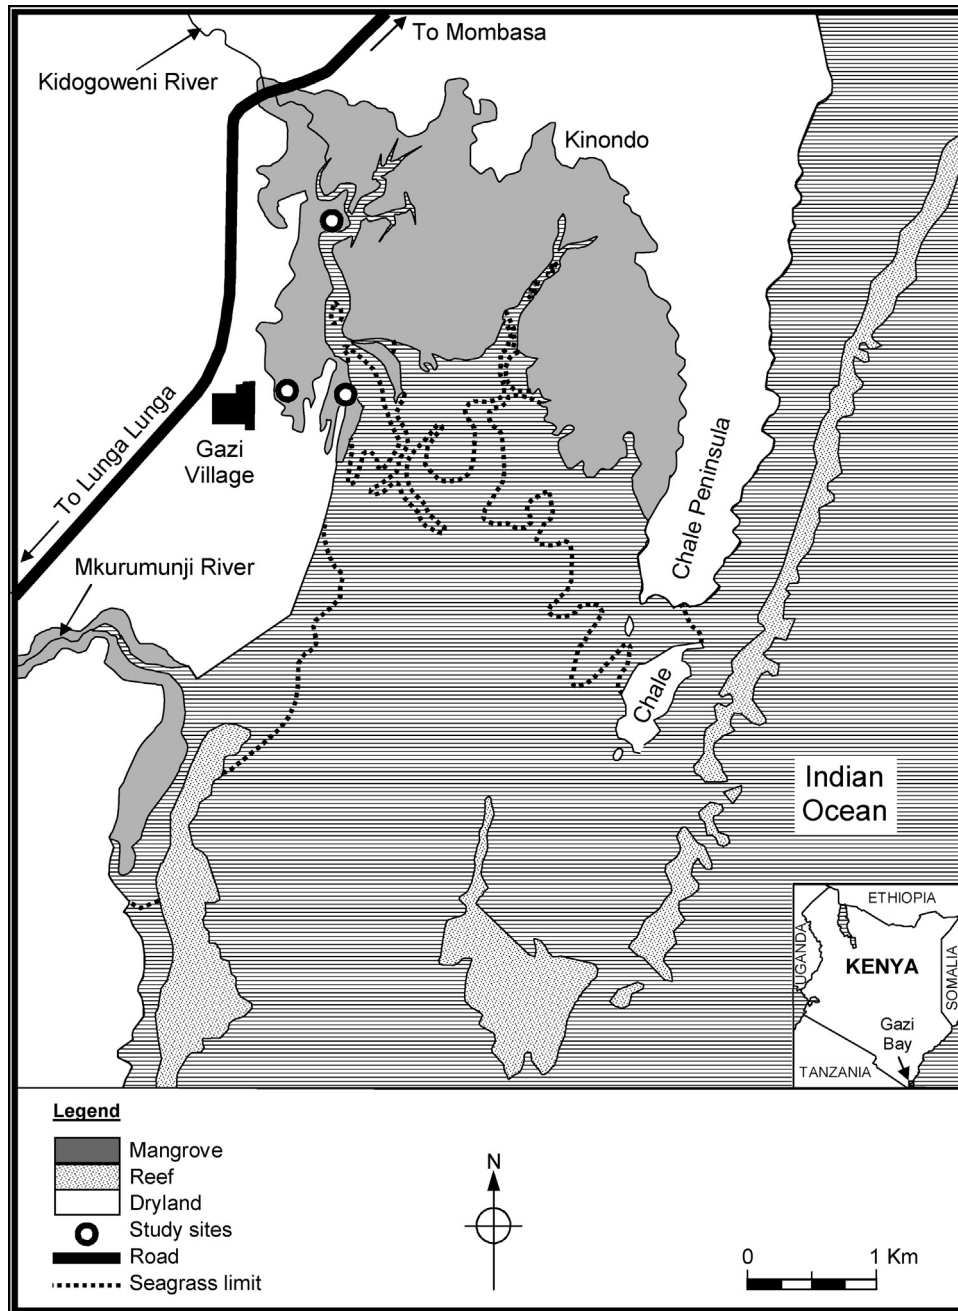 To Mombasa
Kidogoweni River
Kinondo
To Lunga Lunga
Gazi
Village
Chale Peninsula
Mkurumunji River
Chale
Indian
Ocean
ETHIOPIA
UGANDA
KENYA
SOMALIA
Gazi
Bay
TANZANIA
Legend
Mangrove
Reef
Dryland
Study sites
Road
Seagrass limit
N
0 1 Km